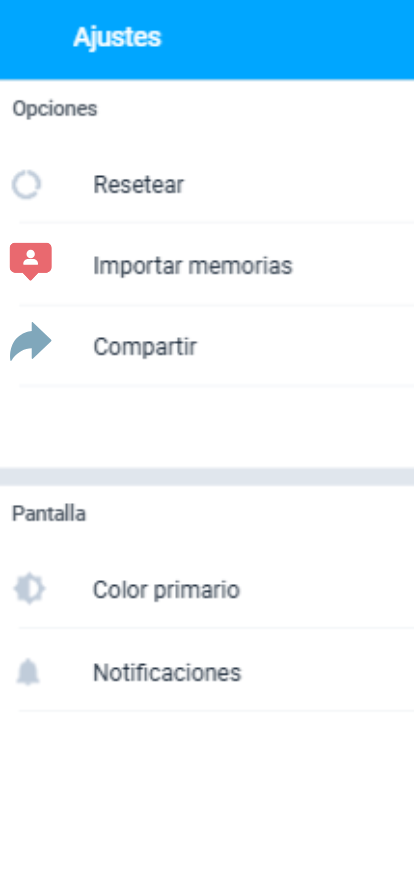 Ajustes
Opciones
Resetear
Importar memorias
Compartir
Pantalla
Color primario
Notificaciones